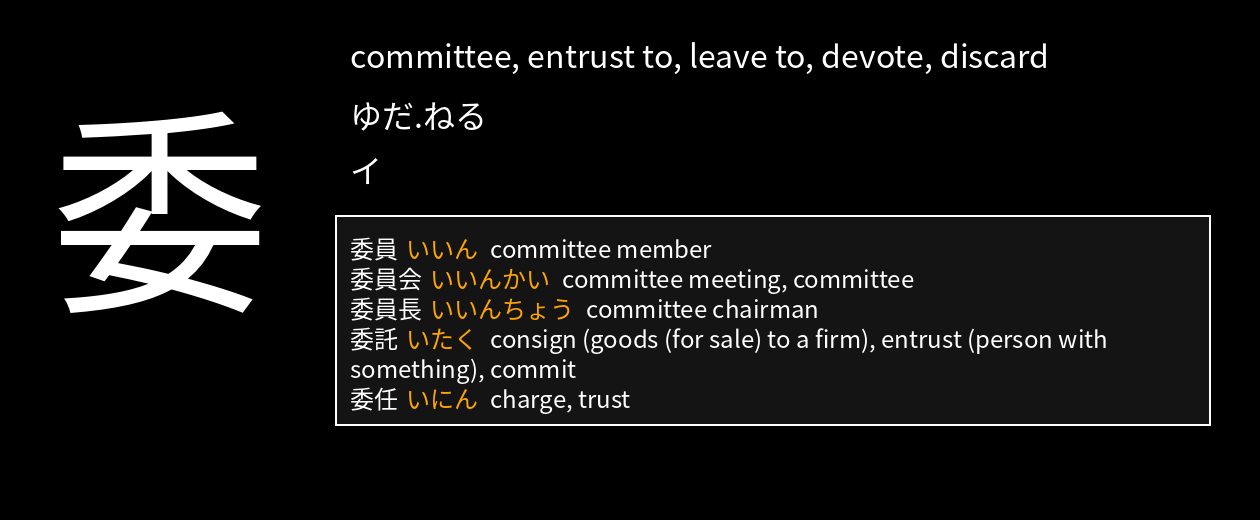 委
committee, entrust to, leave to, devote, discard
ゆだ.ねる
イ
委員 いいん committee member
委員会 いいんかい committee meeting, committee
委員長 いいんちょう committee chairman
委託 いたく consign (goods (for sale) to a firm), entrust (person with
something), commit
委任 いにん charge, trust